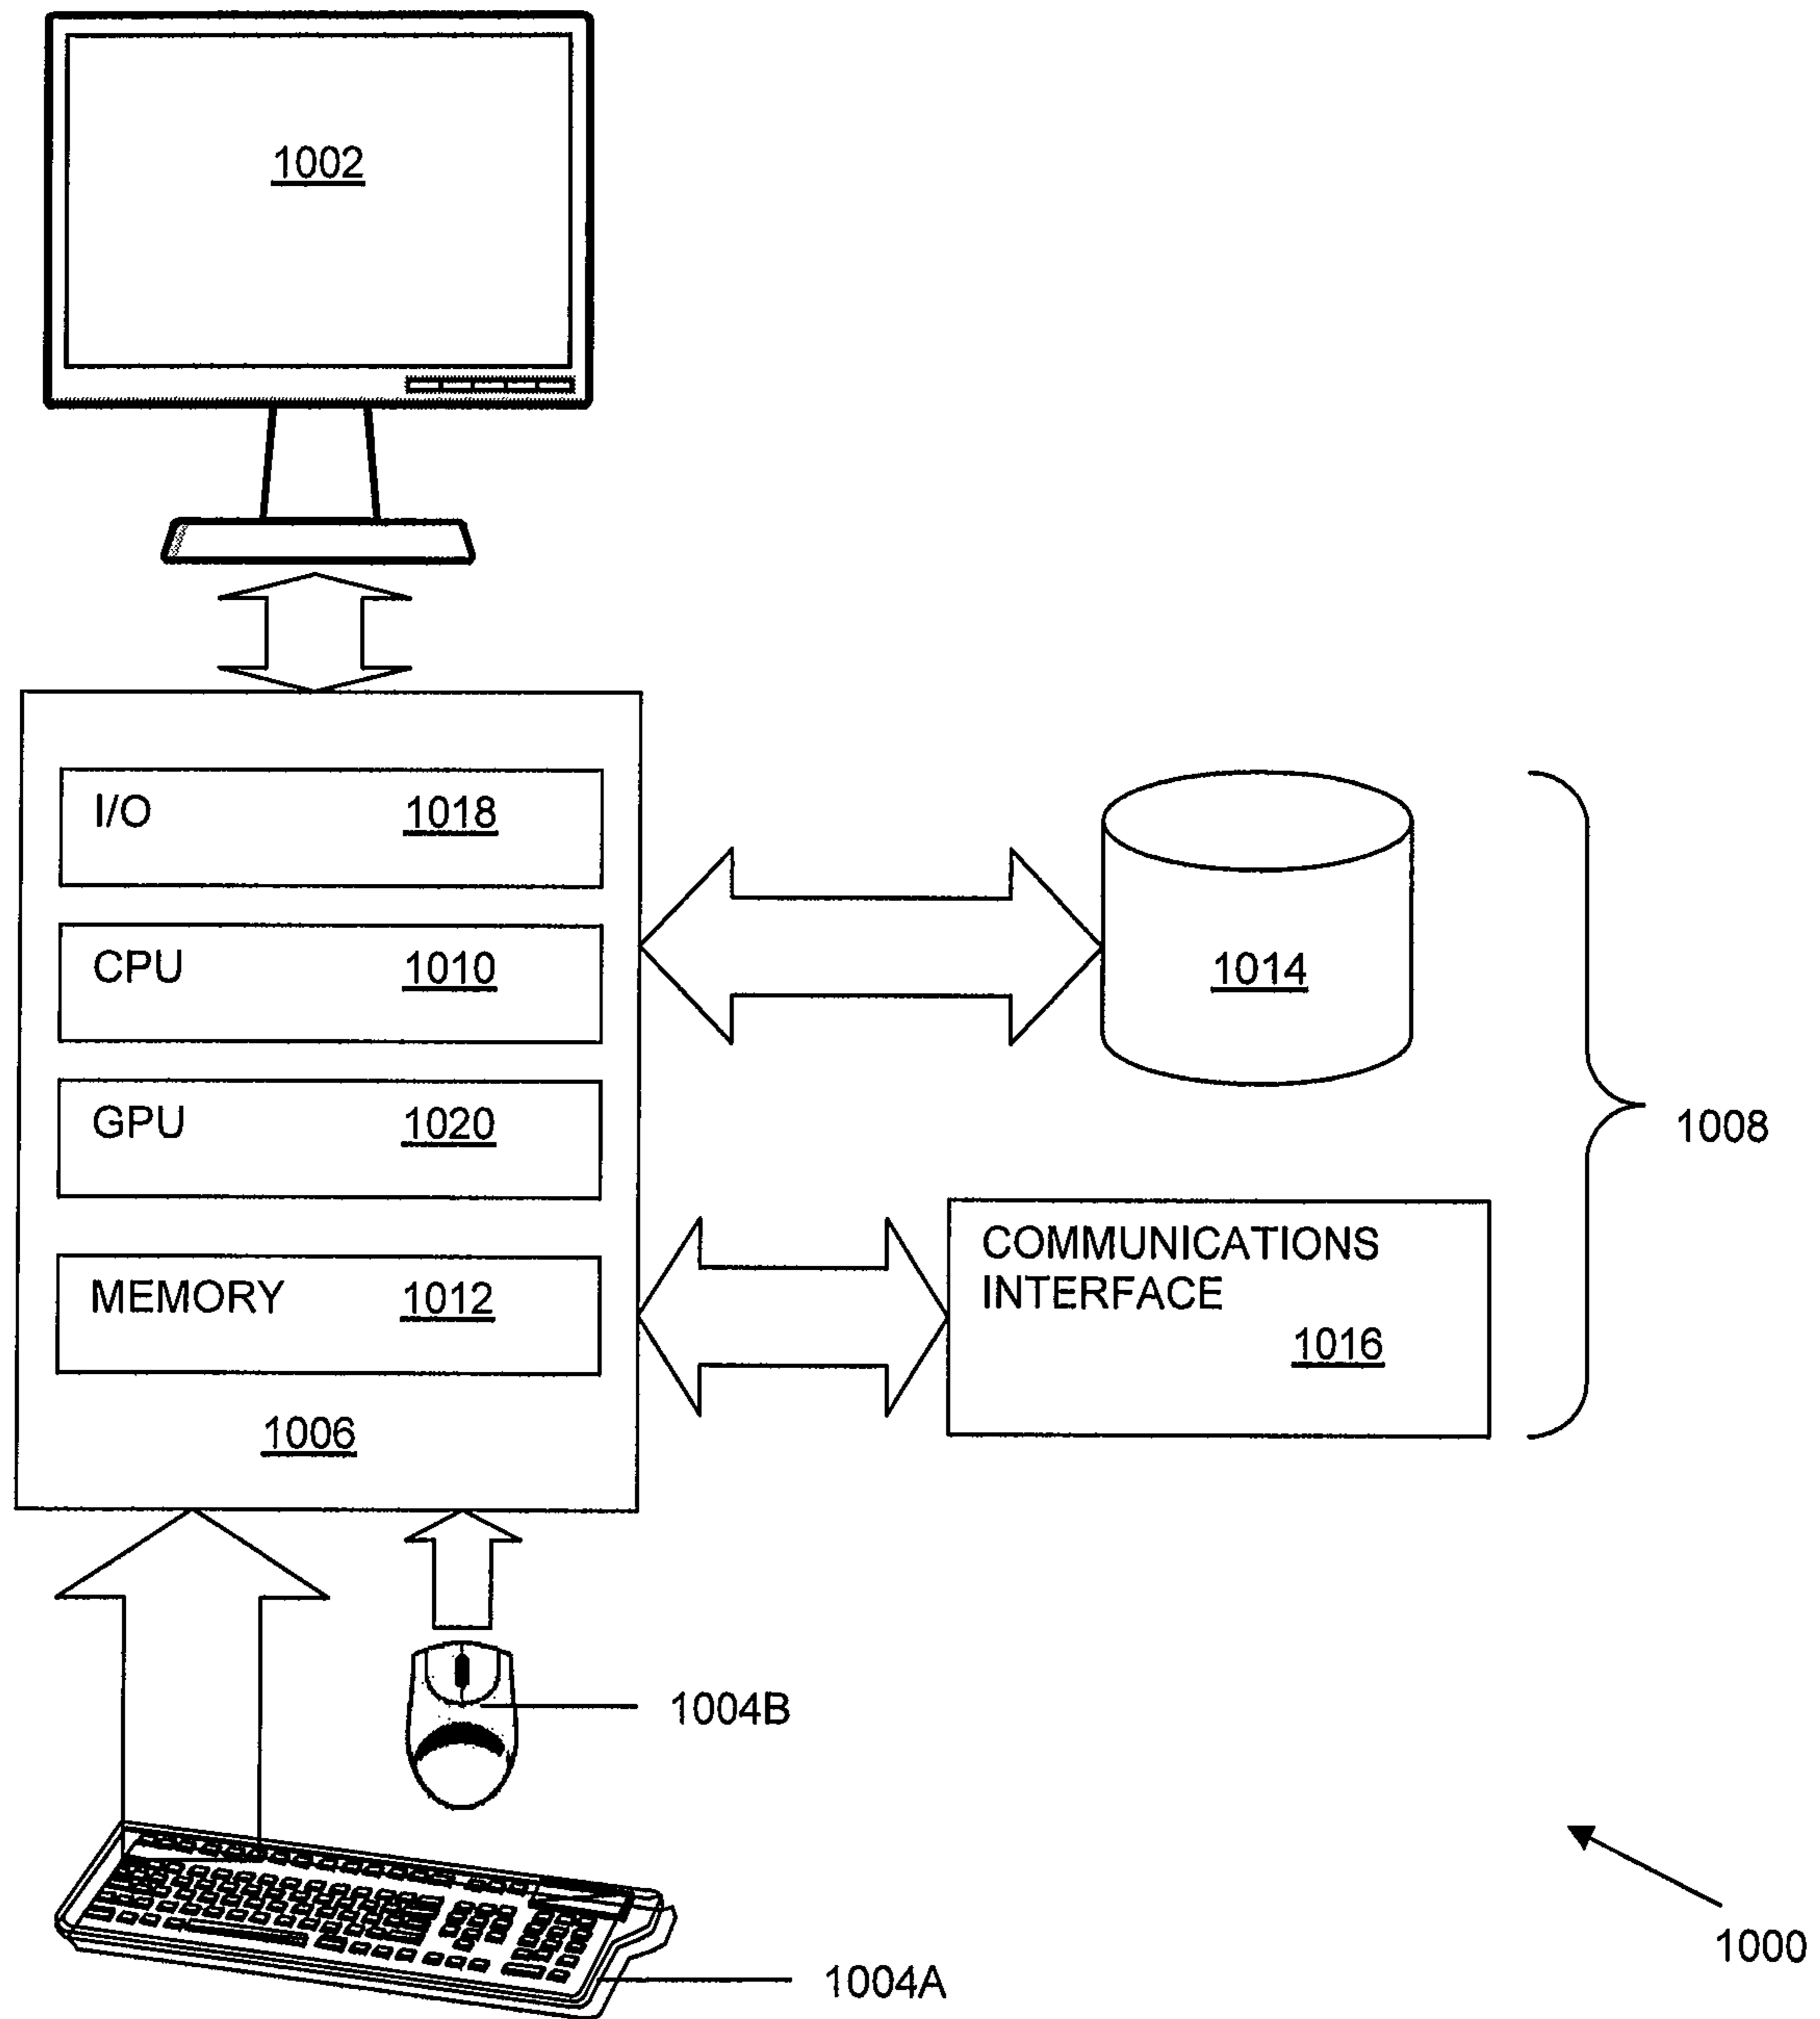 1002
I/O 1018
CPU 1010
GPU 1020
MEMORY 1012
1006
1014
COMMUNICATIONS
INTERFACE
1016
1008
1004B
1004A
1000